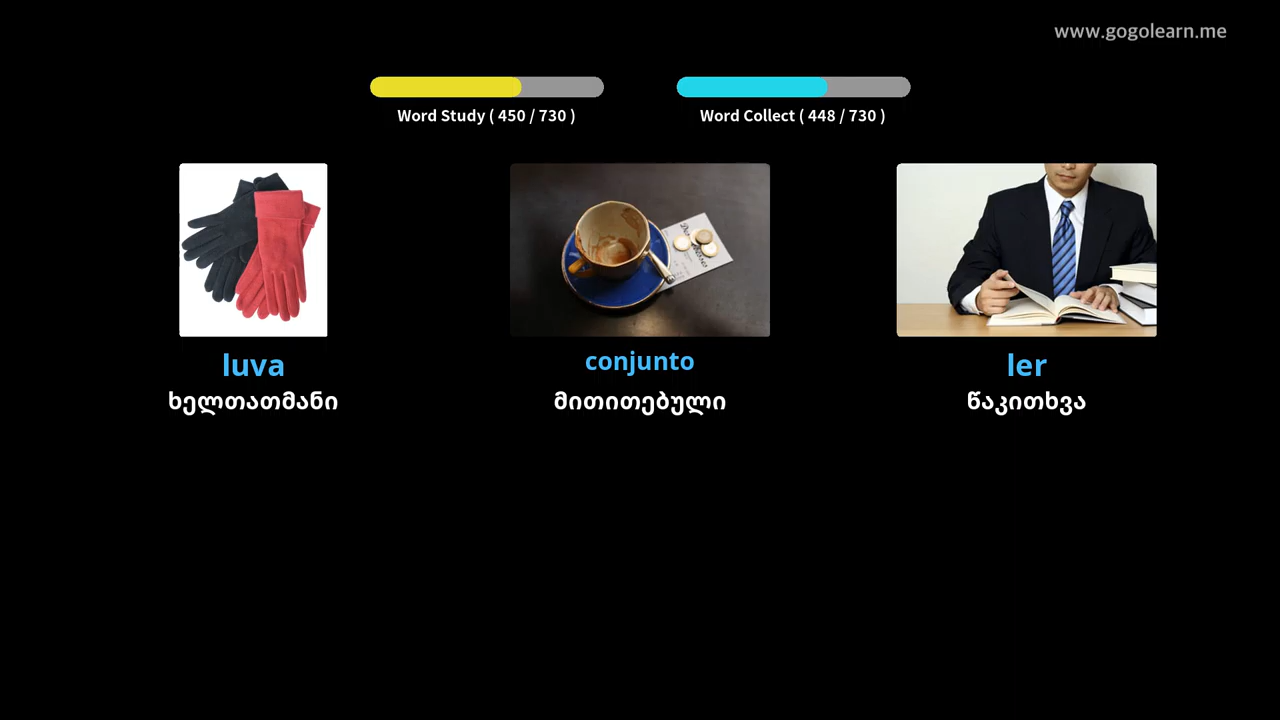 www.gogolearn.me
Word Study ( 450 / 730 )
Word Collect ( 448 / 730 )
luva
ხელთათმანი
conjunto
მითითებული
ler
წაკითხვა